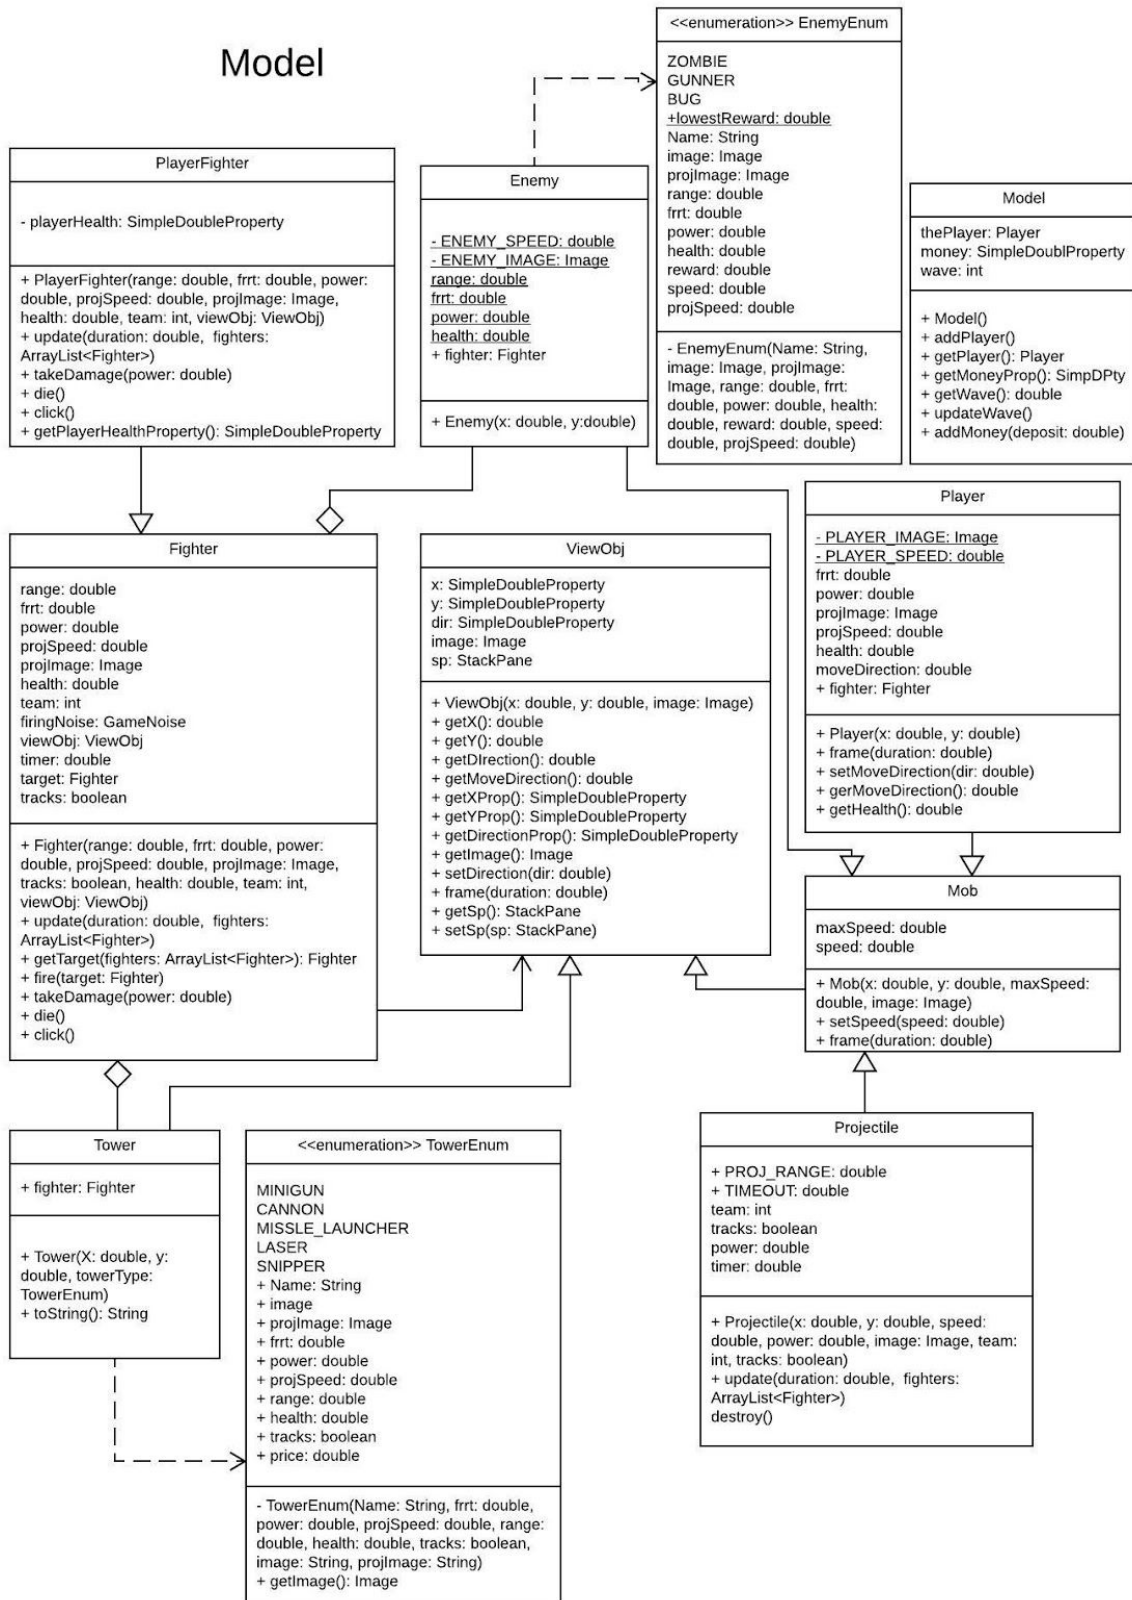 Model
<<enumeration>> EnemyEnum
ZOMBIE
GUNNER
BUG
+lowestReward: double
Name: String
image: Image
projImage: Image
range: double
frrt: double
power: double
health: double
reward: double
speed: double
projSpeed: double
- EnemyEnum(Name: String,
image: Image, projImage:
Image, range: double, frrt:
double, power: double, health:
double, reward: double, speed:
double, projSpeed: double)
PlayerFighter
- playerHealth: SimpleDoubleProperty
+ PlayerFighter(range: double, frrt: double, power:
double, projSpeed: double, projImage: Image,
health: double, team: int, viewObj: ViewObj)
+ update(duration: double,  fighters:
ArrayList<Fighter>)
+ takeDamage(power: double)
+ die()
+ click()
+ getPlayerHealthProperty(): SimpleDoubleProperty
Enemy
- ENEMY_SPEED: double
- ENEMY_IMAGE: Image
range: double
frrt: double
power: double
health: double
+ fighter: Fighter
+ Enemy(x: double, y:double)
Model
thePlayer: Player
money: SimpleDoublProperty
wave: int
+ Model()
+ addPlayer()
+ getPlayer(): Player
+ getMoneyProp(): SimpDPty
+ getWave(): double
+ updateWave()
+ addMoney(deposit: double)
Fighter
range: double
frrt: double
power: double
projSpeed: double
projImage: Image
health: double
team: int
firingNoise: GameNoise
viewObj: ViewObj
timer: double
target: Fighter
tracks: boolean
+ Fighter(range: double, frrt: double, power:
double, projSpeed: double, projImage: Image,
tracks: boolean, health: double, team: int,
viewObj: ViewObj)
+ update(duration: double,  fighters:
ArrayList<Fighter>)
+ getTarget(fighters: ArrayList<Fighter>): Fighter
+ fire(target: Fighter)
+ takeDamage(power: double)
+ die()
+ click()
ViewObj
x: SimpleDoubleProperty
y: SimpleDoubleProperty
dir: SimpleDoubleProperty
image: Image
sp: StackPane
+ ViewObj(x: double, y: double, image: Image)
+ getX(): double
+ getY(): double
+ getDIrection(): double
+ getMoveDirection(): double
+ getXProp(): SimpleDoubleProperty
+ getYProp(): SimpleDoubleProperty
+ getDirectionProp(): SimpleDoubleProperty
+ getImage(): Image
+ setDirection(dir: double)
+ frame(duration: double)
+ getSp(): StackPane
+ setSp(sp: StackPane)
Player
- PLAYER_IMAGE: Image
- PLAYER_SPEED: double
frrt: double
power: double
projImage: Image
projSpeed: double
health: double
moveDirection: double
+ fighter: Fighter
+ Player(x: double, y: double)
+ frame(duration: double)
+ setMoveDirection(dir: double)
+ gerMoveDirection(): double
+ getHealth(): double
Mob
maxSpeed: double
speed: double
+ Mob(x: double, y: double, maxSpeed:
double, image: Image)
+ setSpeed(speed: double)
+ frame(duration: double)
Tower
+ fighter: Fighter
+ Tower(X: double, y:
double, towerType:
TowerEnum)
+ toString(): String
<<enumeration>> TowerEnum
MINIGUN
CANNON
MISSLE_LAUNCHER
LASER
SNIPPER
+ Name: String
+ image
+ projImage: Image
+ frrt: double
+ power: double
+ projSpeed: double
+ range: double
+ health: double
+ tracks: boolean
+ price: double
- TowerEnum(Name: String, frrt: double,
power: double, projSpeed: double, range:
double, health: double, tracks: boolean,
image: String, projImage: String)
+ getImage(): Image
Projectile
+ PROJ_RANGE: double
+ TIMEOUT: double
team: int
tracks: boolean
power: double
timer: double
+ Projectile(x: double, y: double, speed:
double, power: double, image: Image, team:
int, tracks: boolean)
+ update(duration: double,  fighters:
ArrayList<Fighter>)
destroy()